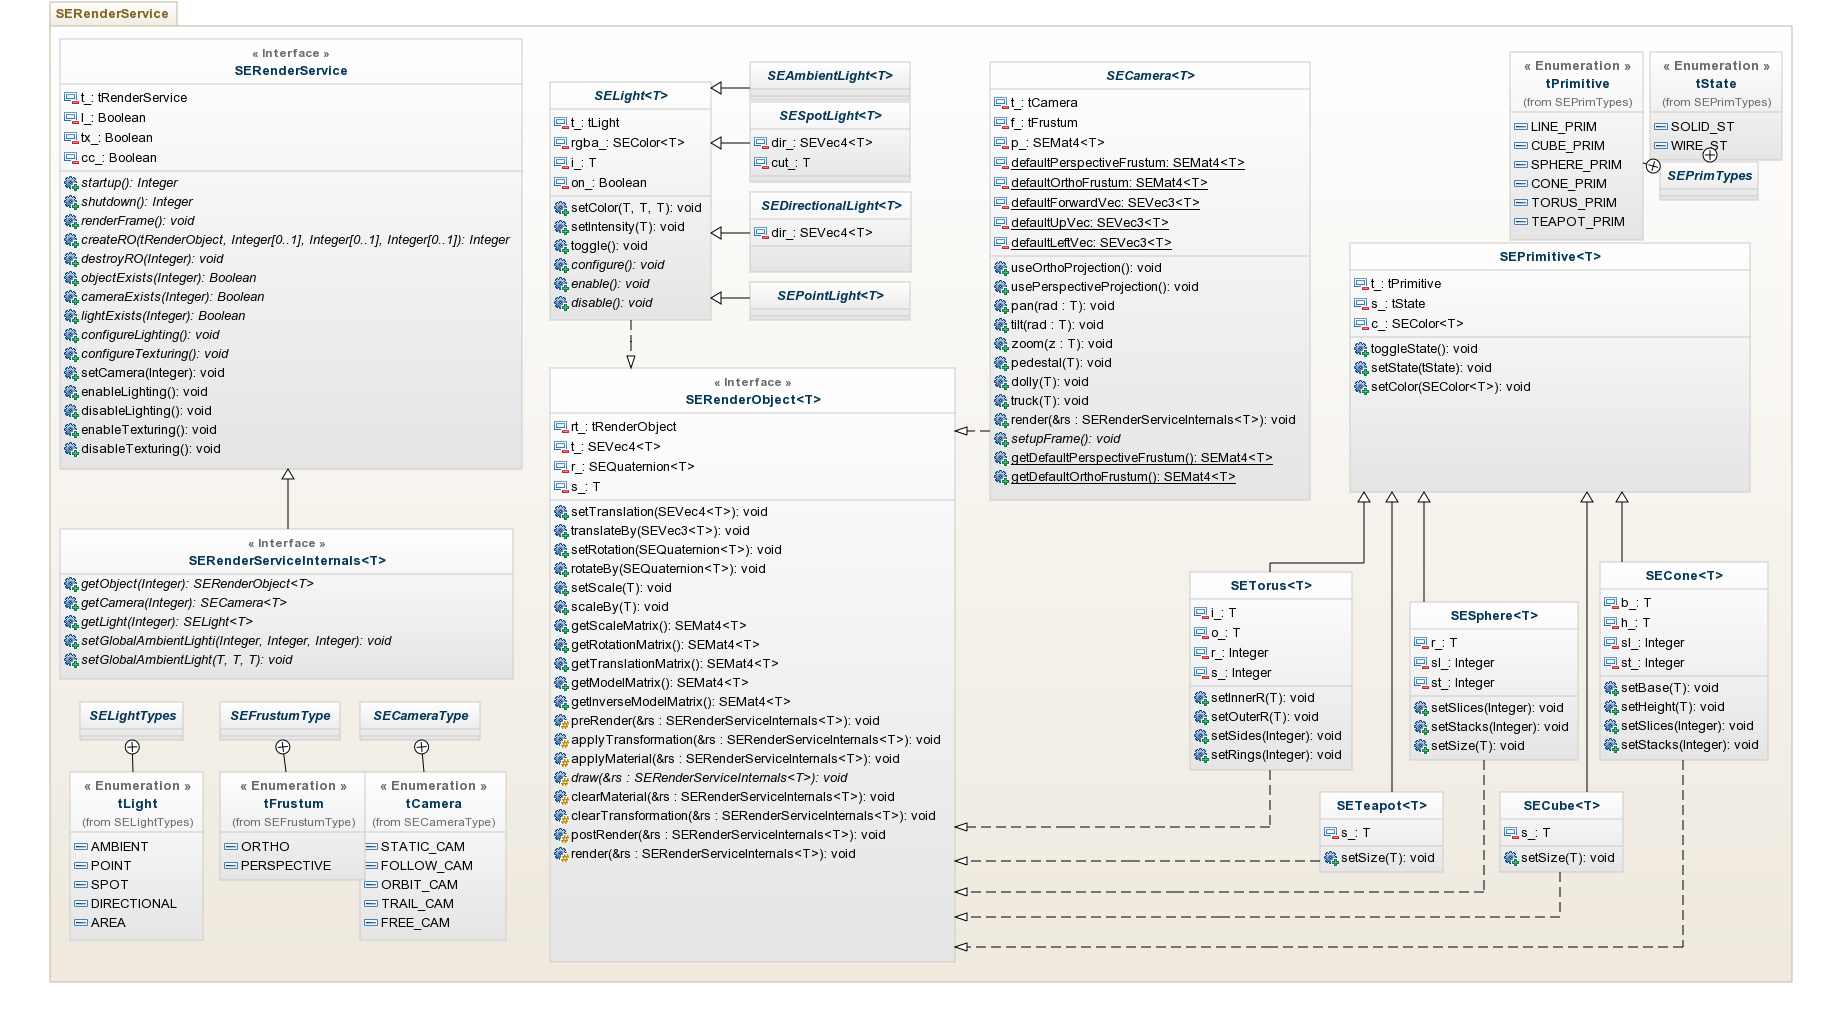 SERenderService
« Interface »
SERenderService
t_: tRenderService
l_: Boolean
tx_: Boolean
cc_: Boolean
startup(): Integer
shutdown(): Integer
renderFrame(): void
createRO(tRenderObject, Integer[0..1], Integer[0..1], Integer[0..1]): Integer
destroyRO(Integer): void
objectExists(Integer): Boolean
cameraExists(Integer): Boolean
lightExists(Integer): Boolean
configureLighting(): void
configureTexturing(): void
setCamera(Integer): void
enableLighting(): void
disableLighting(): void
enableTexturing(): void
disableTexturing(): void
« Interface »
SERenderServiceInternals<T>
getObject(Integer): SERenderObject<T>
getCamera(Integer): SECamera<T>
getLight(Integer): SELight<T>
setGlobalAmbientLighti(Integer, Integer, Integer): void
setGlobalAmbientLight(T, T, T): void
SELightTypes
SEFrustumType
SECameraType
« Enumeration »
tLight
(from SELightTypes)
AMBIENT
POINT
SPOT
DIRECTIONAL
AREA
« Enumeration »
tFrustum
(from SEFrustumType)
ORTHO
PERSPECTIVE
« Enumeration »
tCamera
(from SECameraType)
STATIC_CAM
FOLLOW_CAM
ORBIT_CAM
TRAIL_CAM
FREE_CAM
SELight<T>
t_: tLight
rgba_: SEColor<T>
i_: T
on_: Boolean
setColor(T, T, T): void
setIntensity(T): void
toggle(): void
configure(): void
enable(): void
disable(): void
SEAmbientLight<T>
SESpotLight<T>
dir_: SEVec4<T>
cut_: T
SEDirectionalLight<T>
dir_: SEVec4<T>
SEPointLight<T>
« Interface »
SERenderObject<T>
rt_: tRenderObject
t_: SEVec4<T>
r_: SEQuaternion<T>
s_: T
setTranslation(SEVec4<T>): void
translateBy(SEVec3<T>): void
setRotation(SEQuaternion<T>): void
rotateBy(SEQuaternion<T>): void
setScale(T): void
scaleBy(T): void
getScaleMatrix(): SEMat4<T>
getRotationMatrix(): SEMat4<T>
getTranslationMatrix(): SEMat4<T>
getModelMatrix(): SEMat4<T>
getInverseModelMatrix(): SEMat4<T>
preRender(&rs : SERenderServiceInternals<T>): void
applyTransformation(&rs : SERenderServiceInternals<T>): void
applyMaterial(&rs : SERenderServiceInternals<T>): void
draw(&rs : SERenderServiceInternals<T>): void
clearMaterial(&rs : SERenderServiceInternals<T>): void
clearTransformation(&rs : SERenderServiceInternals<T>): void
postRender(&rs : SERenderServiceInternals<T>): void
render(&rs : SERenderServiceInternals<T>): void
SECamera<T>
t_: tCamera
f_: tFrustum
p_: SEMat4<T>
defaultPerspectiveFrustum: SEMat4<T>
defaultOrthoFrustum: SEMat4<T>
defaultForwardVec: SEVec3<T>
defaultUpVec: SEVec3<T>
defaultLeftVec: SEVec3<T>
useOrthoProjection(): void
usePerspectiveProjection(): void
pan(rad : T): void
tilt(rad : T): void
zoom(z : T): void
pedestal(T): void
dolly(T): void
truck(T): void
render(&rs : SERenderServiceInternals<T>): void
setupFrame(): void
getDefaultPerspectiveFrustum(): SEMat4<T>
getDefaultOrthoFrustum(): SEMat4<T>
« Enumeration »
tPrimitive
(from SEPrimTypes)
LINE_PRIM
CUBE_PRIM
SPHERE_PRIM
CONE_PRIM
TORUS_PRIM
TEAPOT_PRIM
« Enumeration »
tState
(from SEPrimTypes)
SOLID_ST
WIRE_ST
SEPrimTypes
SEPrimitive<T>
t_: tPrimitive
s_: tState
c_: SEColor<T>
toggleState(): void
setState(tState): void
setColor(SEColor<T>): void
SETorus<T>
i_: T
o_: T
r_: Integer
s_: Integer
setInnerR(T): void
setOuterR(T): void
setSides(Integer): void
setRings(Integer): void
SESphere<T>
r_: T
sl_: Integer
st_: Integer
setSlices(Integer): void
setStacks(Integer): void
setSize(T): void
SECone<T>
b_: T
h_: T
sl_: Integer
st_: Integer
setBase(T): void
setHeight(T): void
setSlices(Integer): void
setStacks(Integer): void
SETeapot<T>
s_: T
setSize(T): void
SECube<T>
s_: T
setSize(T): void